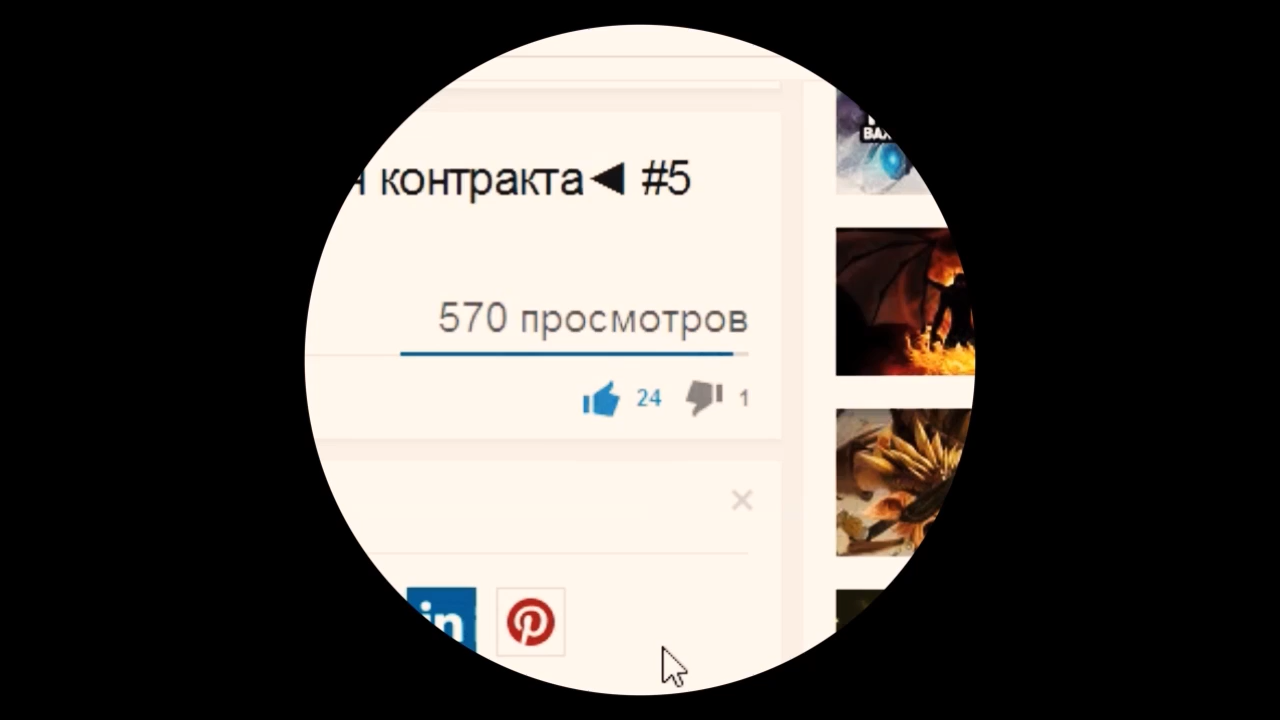 контракта◄ #5
570 просмотров
24 1
in